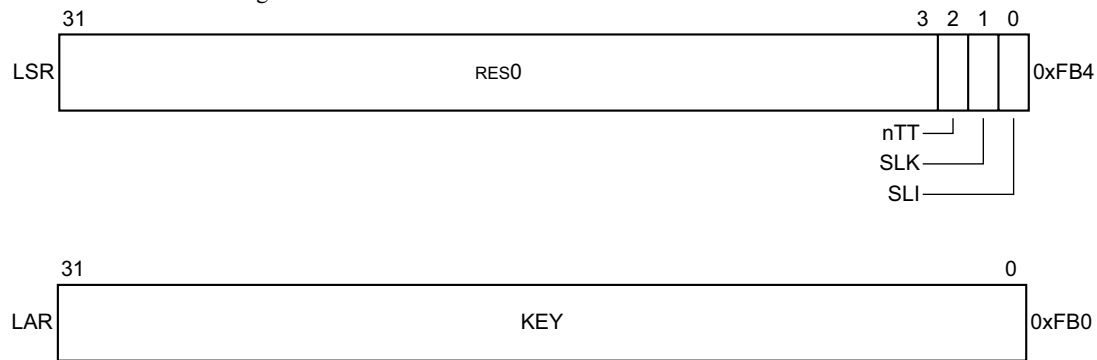 31 3 2 1 0
LSR RES0 0xFB4
nTT
SLK
SLI
31 0
LAR KEY 0xFB0